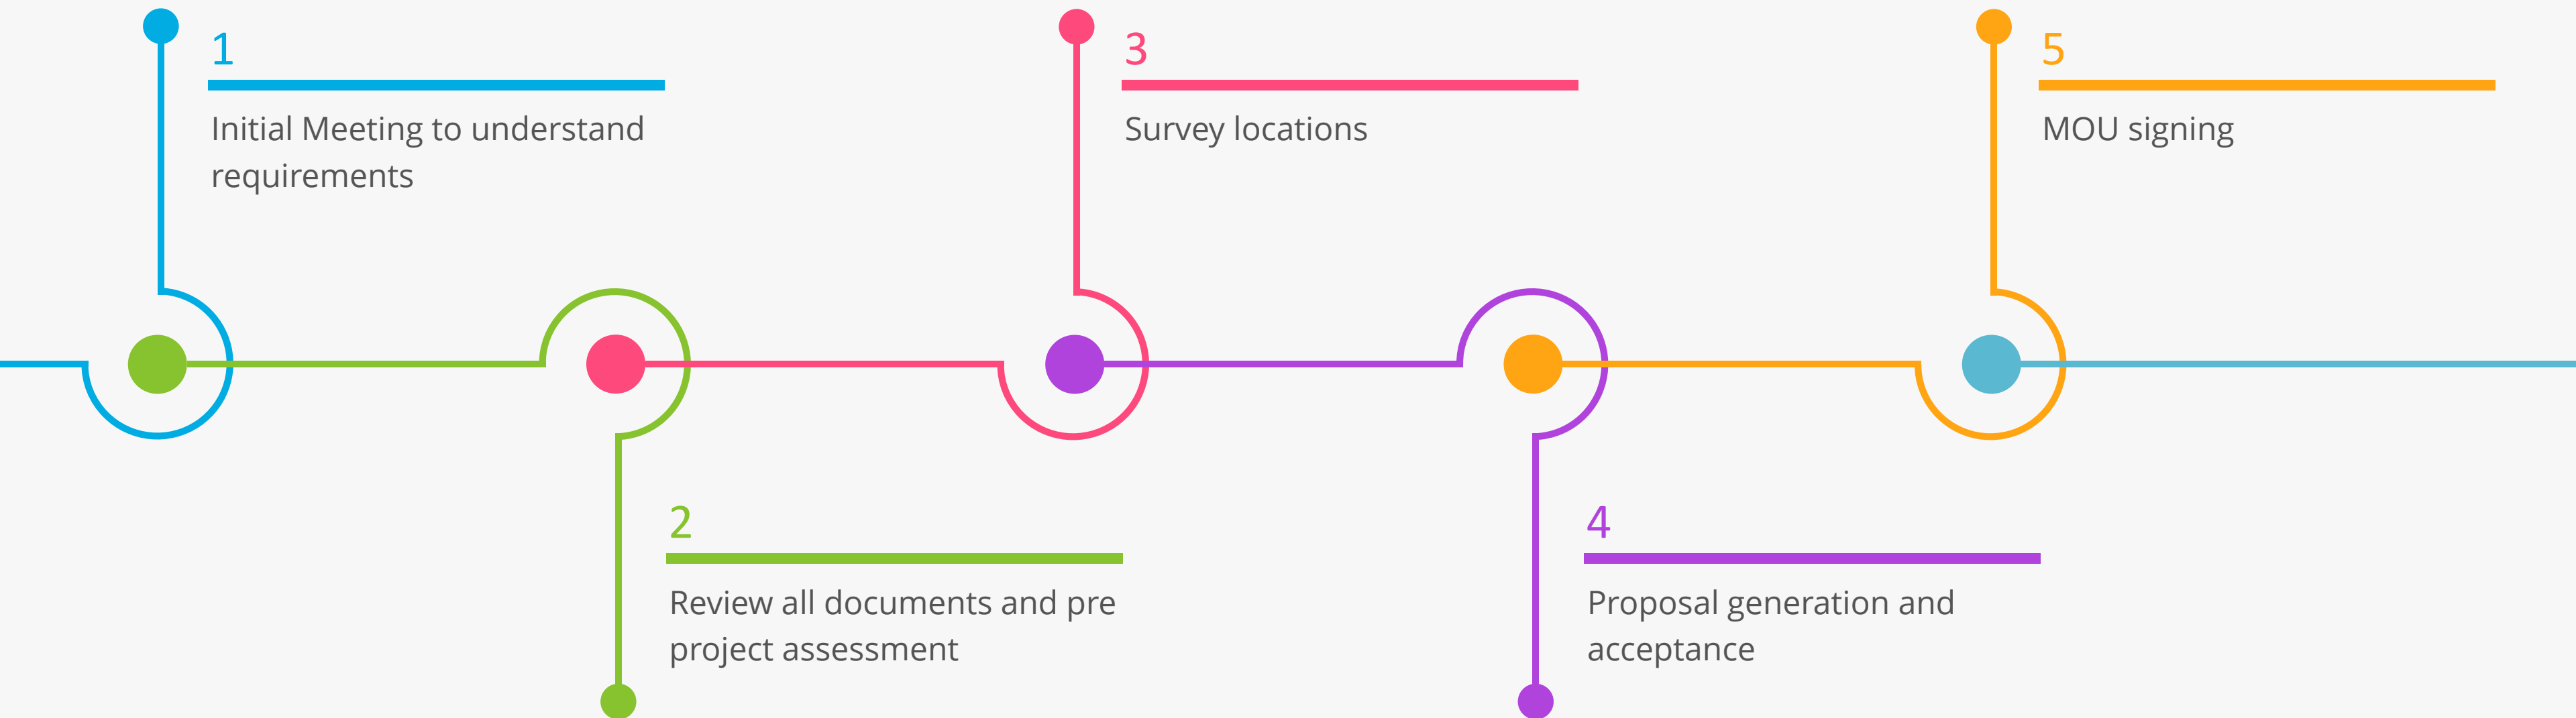 1
Initial Meeting to understand
requirements
2
Review all documents and pre
project assessment
3
Survey locations
4
Proposal generation and
acceptance
5
MOU signing